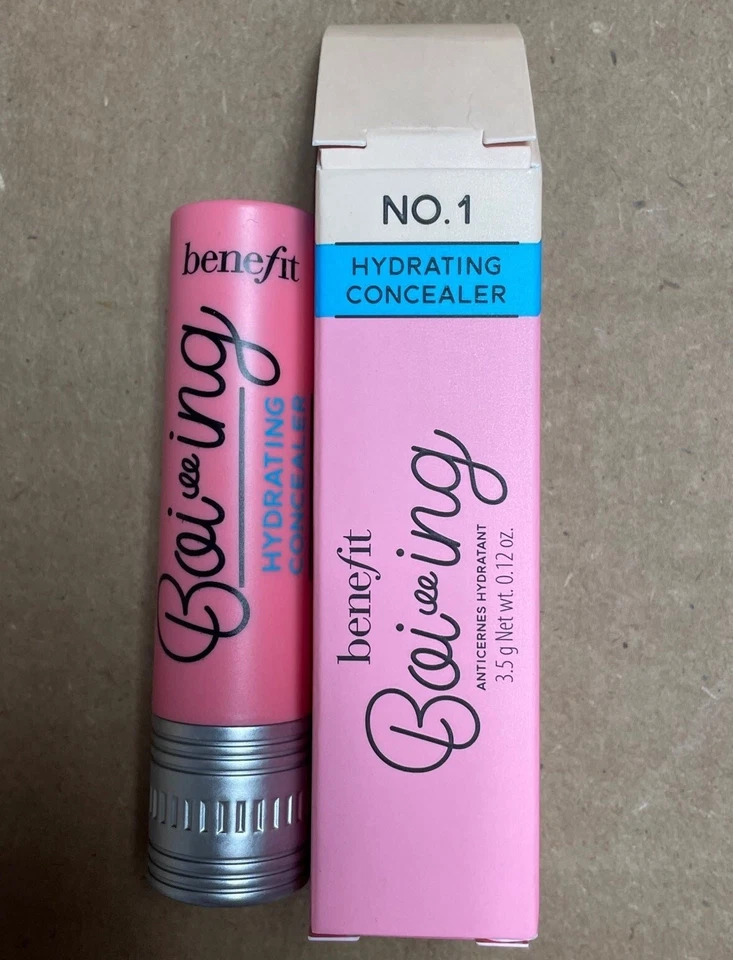 benefit
Boi-ing
HYDRATING
CONCEALER
NO.1
HYDRATING
CONCEALER
benefit
Boi-ing
ANTICERNES HYDRATANT
3.5 g Net wt. 0.12 oz.